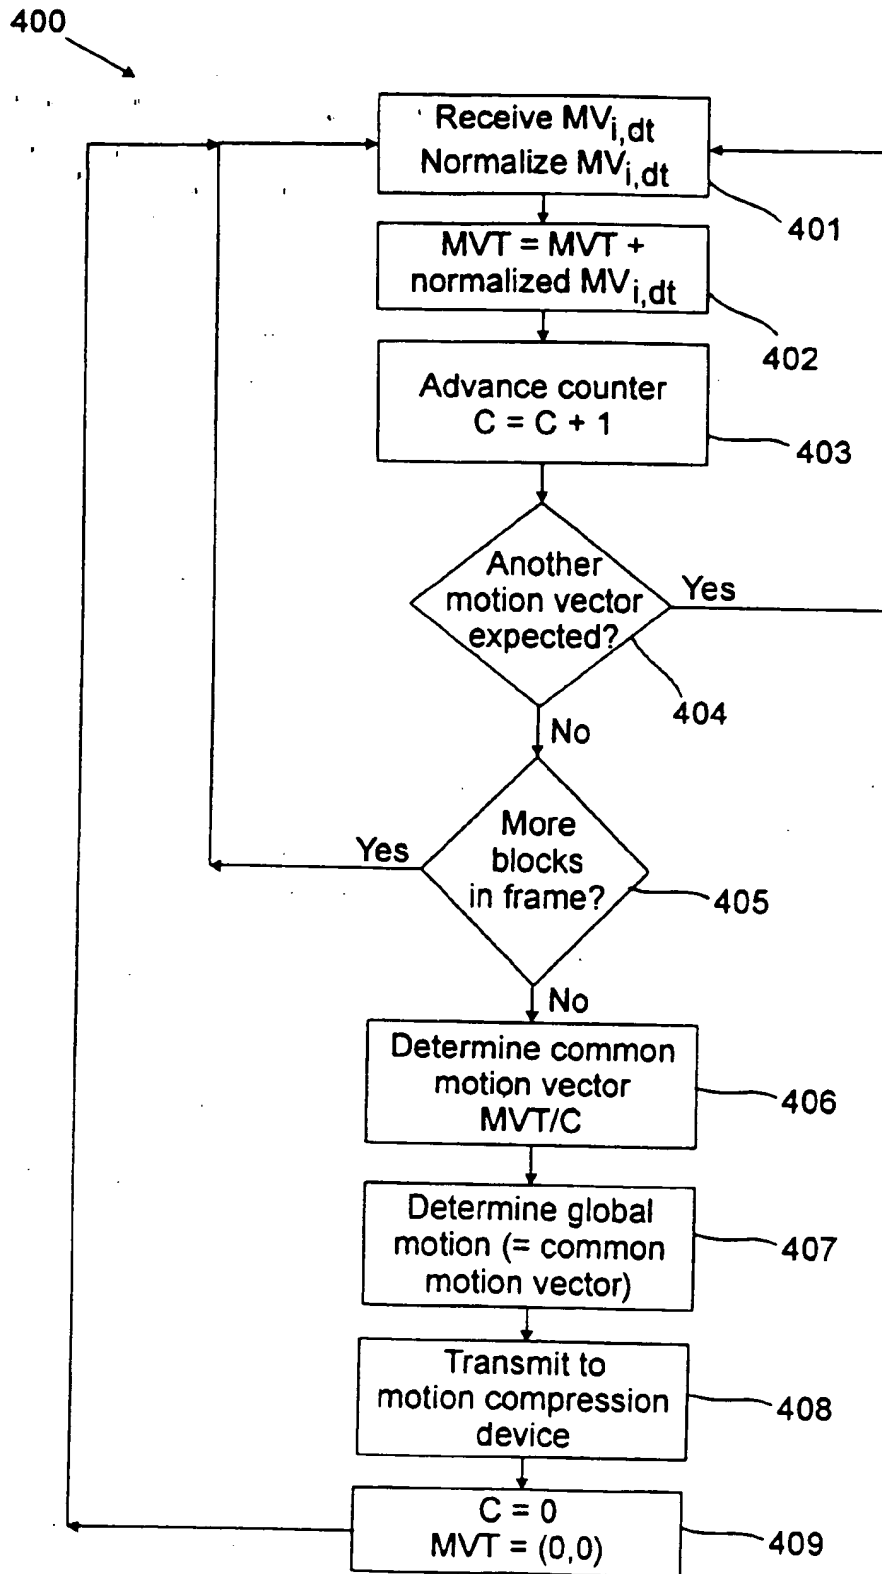 400
Receive MVi,dt
Normalize MVi,dt
401
MVT = MVT +
normalized MVi,dt
402
Advance counter
C = C + 1
403
Another
motion vector
expected?
Yes
404
No
More
blocks
in frame?
Yes
405
No
Determine common
motion vector
MVT/C
406
Determine global
motion (= common
motion vector)
407
Transmit to
motion compression
device
408
C = 0
MVT = (0,0)
409